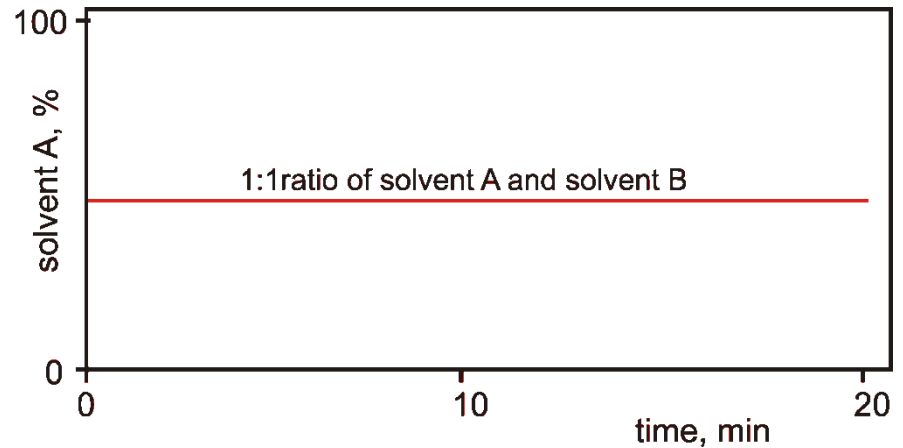 100
solvent A, %
1:1ratio of solvent A and solvent B
0
0
10
20
time, min